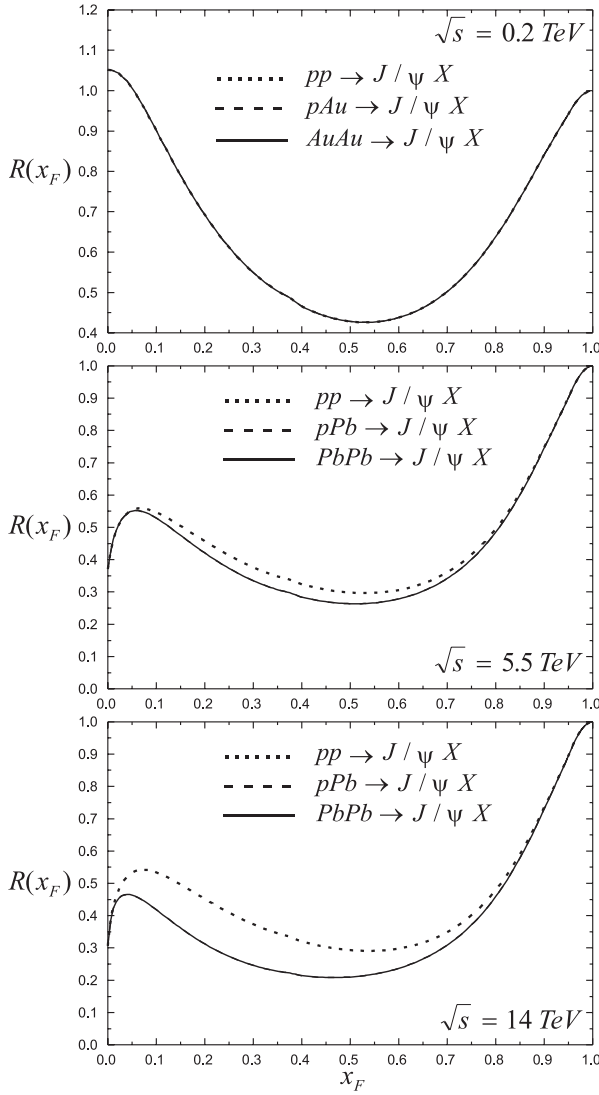 1.2
√s = 0.2 TeV
1.1
pp → J / ψ X
1.0
pAu → J / ψ X
0.9
AuAu → J / ψ X
R(x_F)
0.8
0.7
0.6
0.5
0.4
0.0 0.1 0.2 0.3 0.4 0.5 0.6 0.7 0.8 0.9 1.0
1.0
0.9
pp → J / ψ X
0.8
pPb → J / ψ X
0.7
PbPb → J / ψ X
0.6
R(x_F)
0.5
0.4
0.3
0.2
0.1
√s = 5.5 TeV
0.0
0.0 0.1 0.2 0.3 0.4 0.5 0.6 0.7 0.8 0.9 1.0
1.0
0.9
pp → J / ψ X
0.8
pPb → J / ψ X
0.7
PbPb → J / ψ X
0.6
R(x_F)
0.5
0.4
0.3
0.2
0.1
√s = 14 TeV
0.0
0.0 0.1 0.2 0.3 0.4 0.5 0.6 0.7 0.8 0.9 1.0
x_F